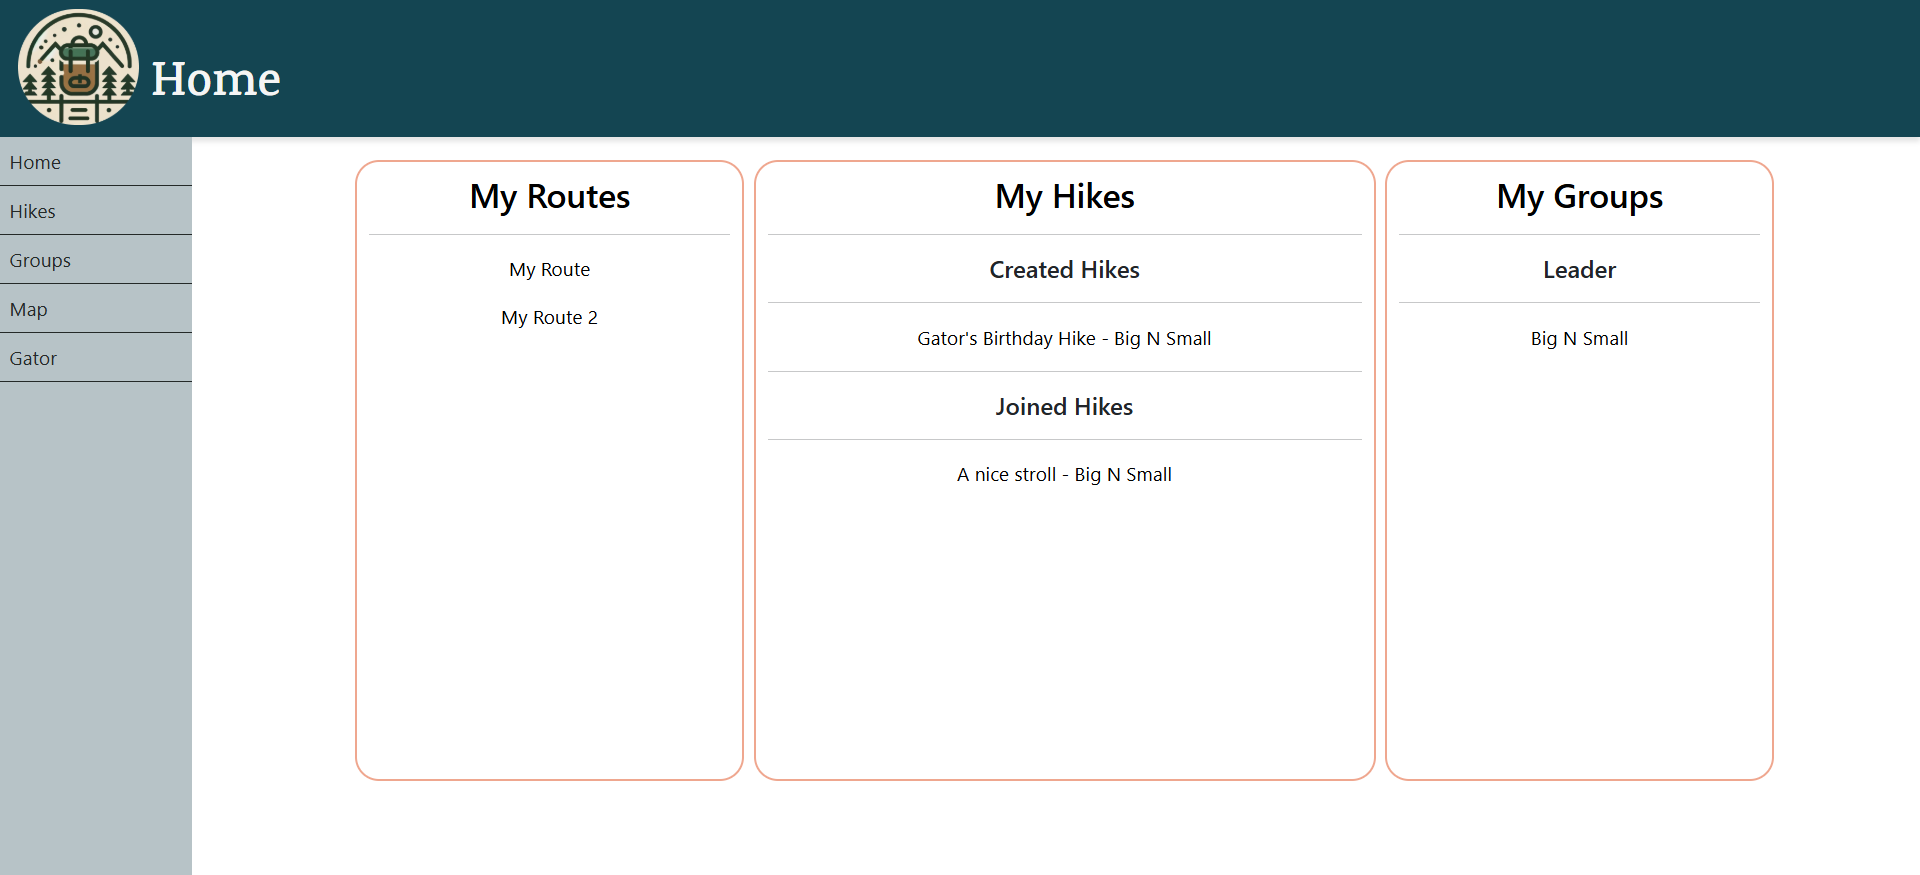 Home
Home
Hikes
Groups
Map
Gator
My Routes
My Route
My Route 2
My Hikes
Created Hikes
Gator's Birthday Hike - Big N Small
Joined Hikes
A nice stroll - Big N Small
My Groups
Leader
Big N Small